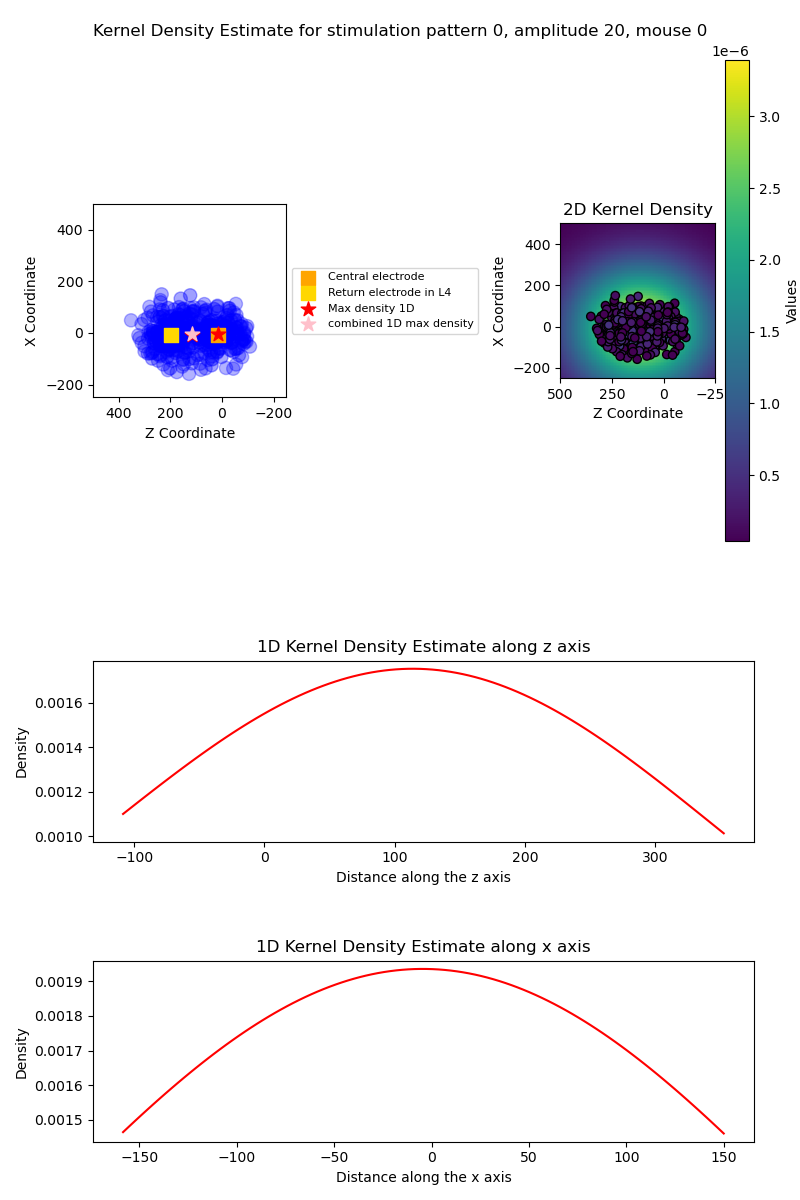 Kernel Density Estimate for stimulation pattern 0, amplitude 20, mouse 0
1e−6
400
200
0
−200
X Coordinate
400
200
0
−200
Z Coordinate
Central electrode
Return electrode in L4
Max density 1D
combined 1D max density
2D Kernel Density
400
200
0
−200
X Coordinate
500
250
0
−25
Z Coordinate
3.0
2.5
2.0
1.5
1.0
0.5
Values
1D Kernel Density Estimate along z axis
0.0016
0.0014
0.0012
0.0010
Density
−100
0
100
200
300
Distance along the z axis
1D Kernel Density Estimate along x axis
0.0019
0.0018
0.0017
0.0016
0.0015
Density
−150
−100
−50
0
50
100
150
Distance along the x axis